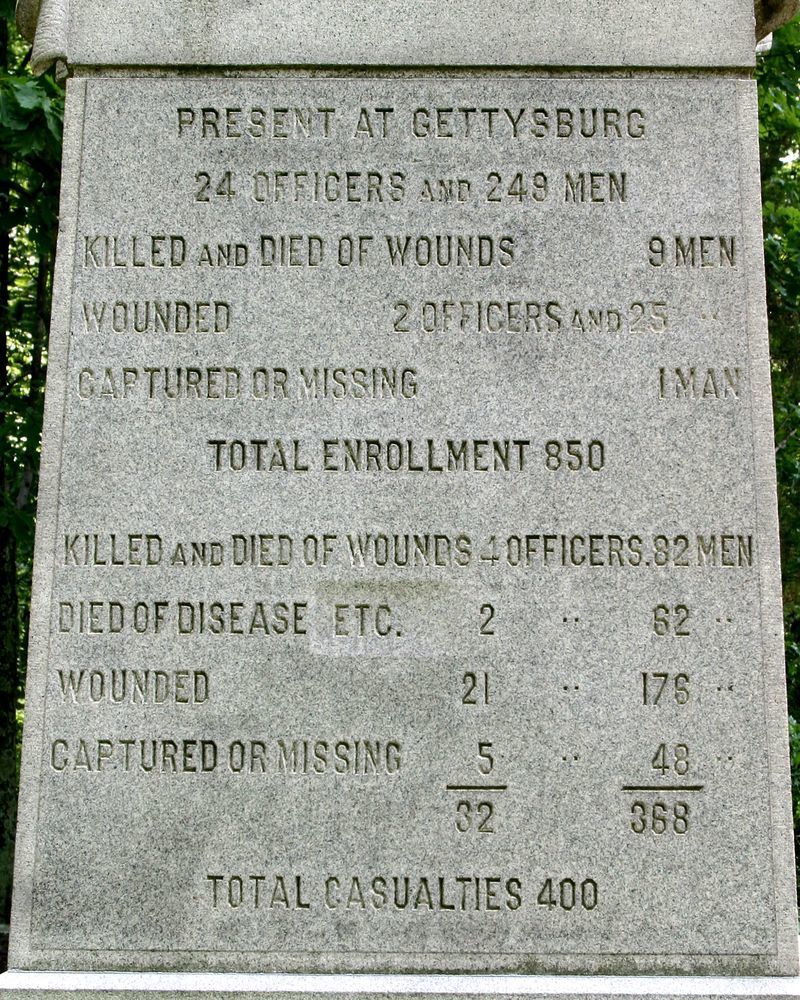 PRESENT AT GETTYSBURG
24 OFFICERS AND 249 MEN
KILLED AND DIED OF WOUNDS 9 MEN
WOUNDED 2 OFFICERS AND 25 "
CAPTURED OR MISSING 1 MAN
TOTAL ENROLLMENT 850
KILLED AND DIED OF WOUNDS 4 OFFICERS. 82 MEN
DIED OF DISEASE ETC. 2 " 62 "
WOUNDED 21 " 176 "
CAPTURED OR MISSING 5 " 48 "
32 368
TOTAL CASUALTIES 400